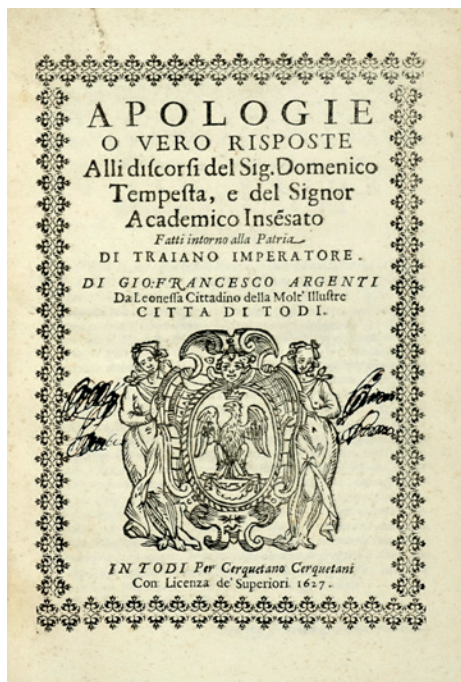 APOLOGIE
O VERO RISPOSTE
Alli discorsi del Sig. Domenico
Tempesta, e del Signor
Academico Insẽsato
Fatti intorno alla Patria
DI TRAIANO IMPERATORE.
DI GIO: FRANCESCO ARGENTI
Da Leonessa Cittadino della Molt' Illustre
CITTA DI TODI.
IN TODI Per Cerquetano Cerquetani
Con Licenza de' Superiori 1627.